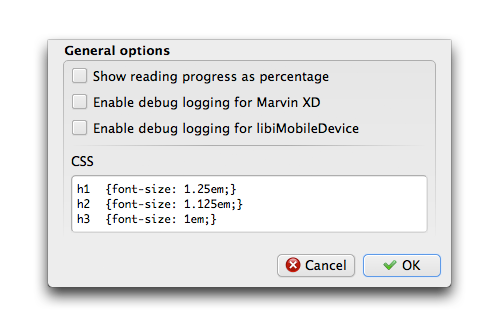 General options
Show reading progress as percentage
Enable debug logging for Marvin XD
Enable debug logging for libiMobileDevice
CSS
h1  {font-size: 1.25em;}
h2  {font-size: 1.125em;}
h3  {font-size: 1em;}
Cancel OK